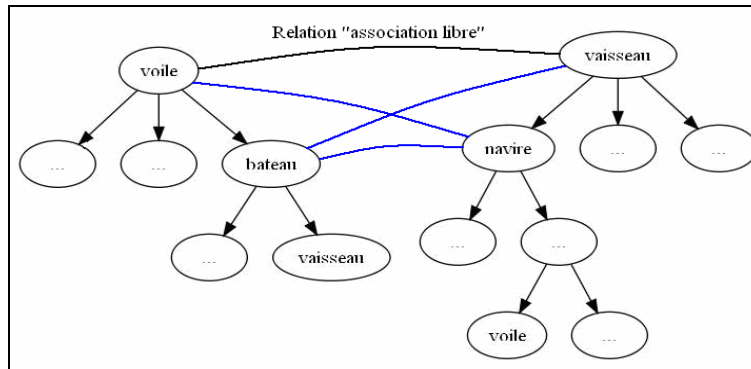 Relation "association libre"
voile
vaisseau
...
...
bateau
navire
...
...
...
vaisseau
...
...
voile
...